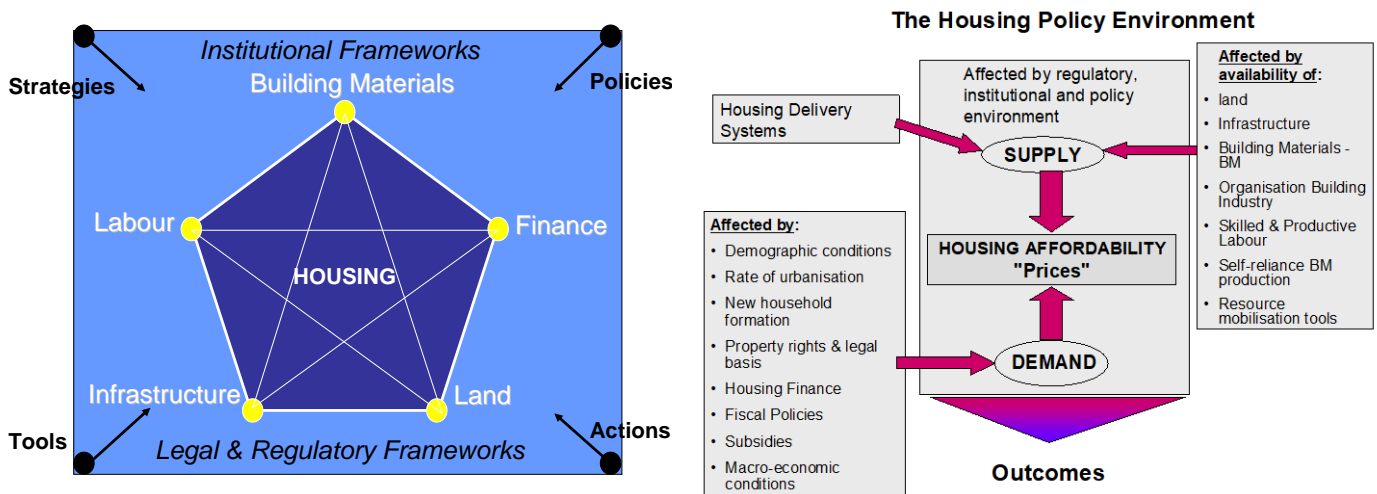 Institutional Frameworks
Building Materials
Strategies
Policies
Labour
Finance
HOUSING
Infrastructure
Land
Tools
Actions
Legal & Regulatory Frameworks
The Housing Policy Environment
Housing Delivery
Systems
Affected by regulatory,
institutional and policy
environment
SUPPLY
Affected by
availability of:
• land
• Infrastructure
• Building Materials -
BM
• Organisation Building
Industry
• Skilled & Productive
Labour
• Self-reliance BM
production
• Resource
mobilisation tools
HOUSING AFFORDABILITY
"Prices"
Affected by:
• Demographic conditions
• Rate of urbanisation
• New household
formation
• Property rights & legal
basis
• Housing Finance
• Fiscal Policies
• Subsidies
• Macro-economic
conditions
DEMAND
Outcomes